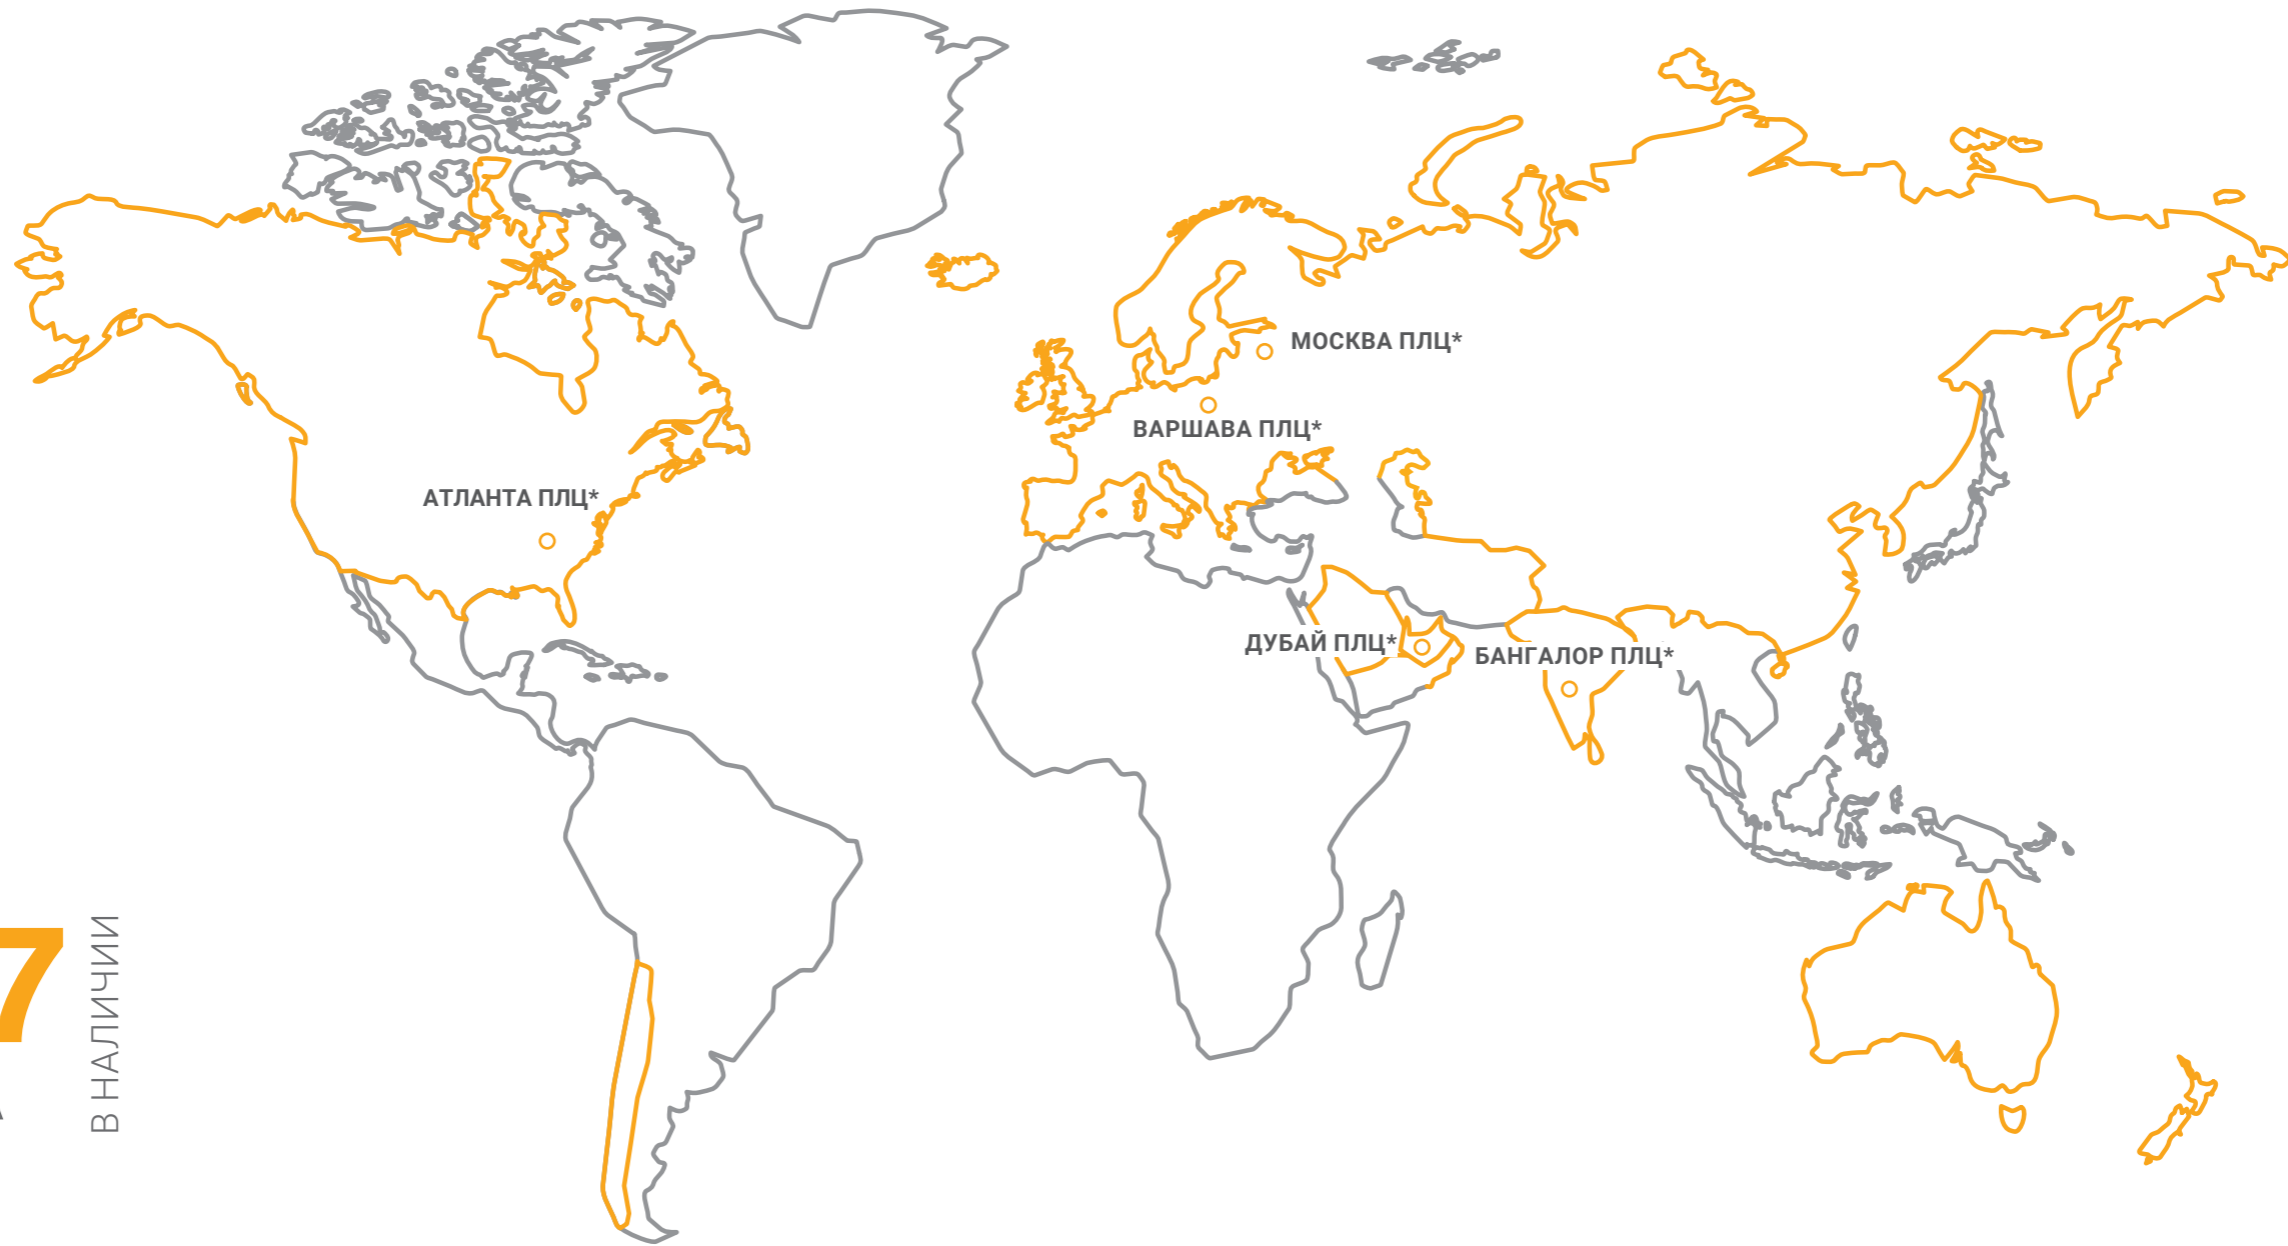 МОСКВА ПЛЦ*
ВАРШАВА ПЛЦ*
АТЛАНТА ПЛЦ*
ДУБАЙ ПЛЦ*
БАНГАЛОР ПЛЦ*
7
В НАЛИЧИИ